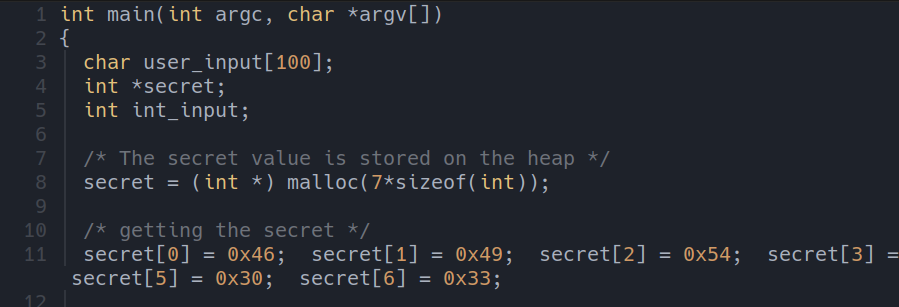 1 int main(int argc, char *argv[])
2 {
3 char user_input[100];
4 int *secret;
5 int int_input;
6
7 /* The secret value is stored on the heap */
8 secret = (int *) malloc(7*sizeof(int));
9
10 /* getting the secret */
11 secret[0] = 0x46; secret[1] = 0x49; secret[2] = 0x54; secret[3] =
secret[5] = 0x30; secret[6] = 0x33;
12